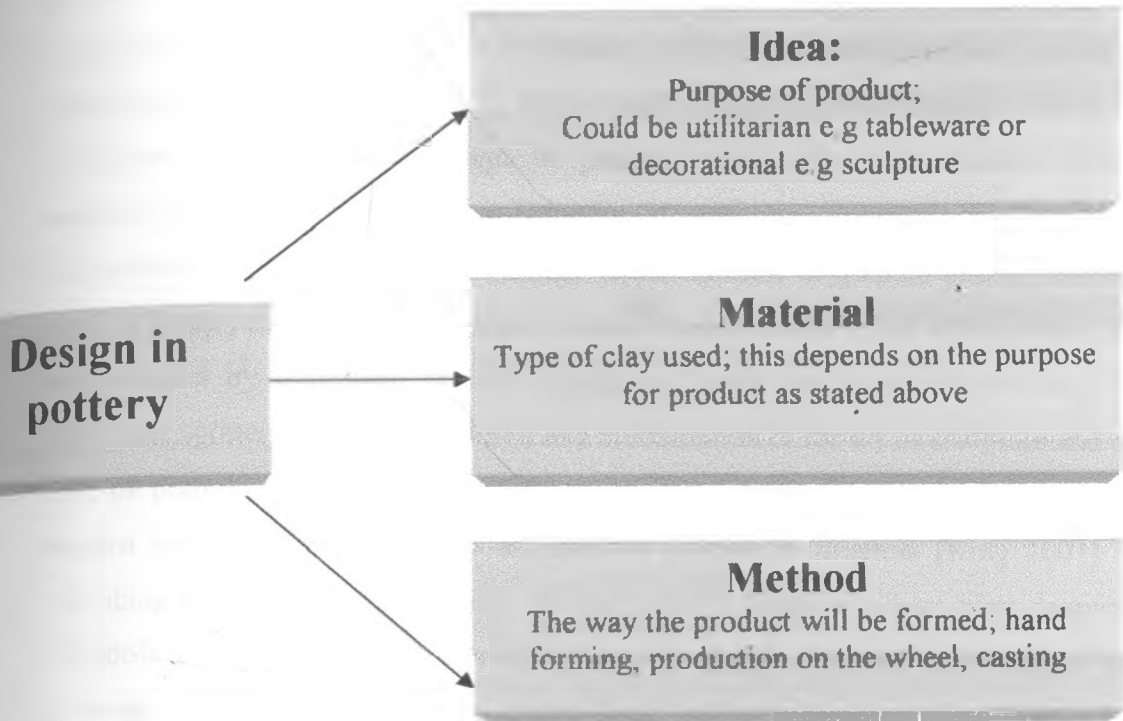 Design in
pottery
Idea:
Purpose of product;
Could be utilitarian e.g tableware or
decorational e.g sculpture
Material
Type of clay used; this depends on the purpose
for product as stated above
Method
The way the product will be formed; hand
forming, production on the wheel, casting